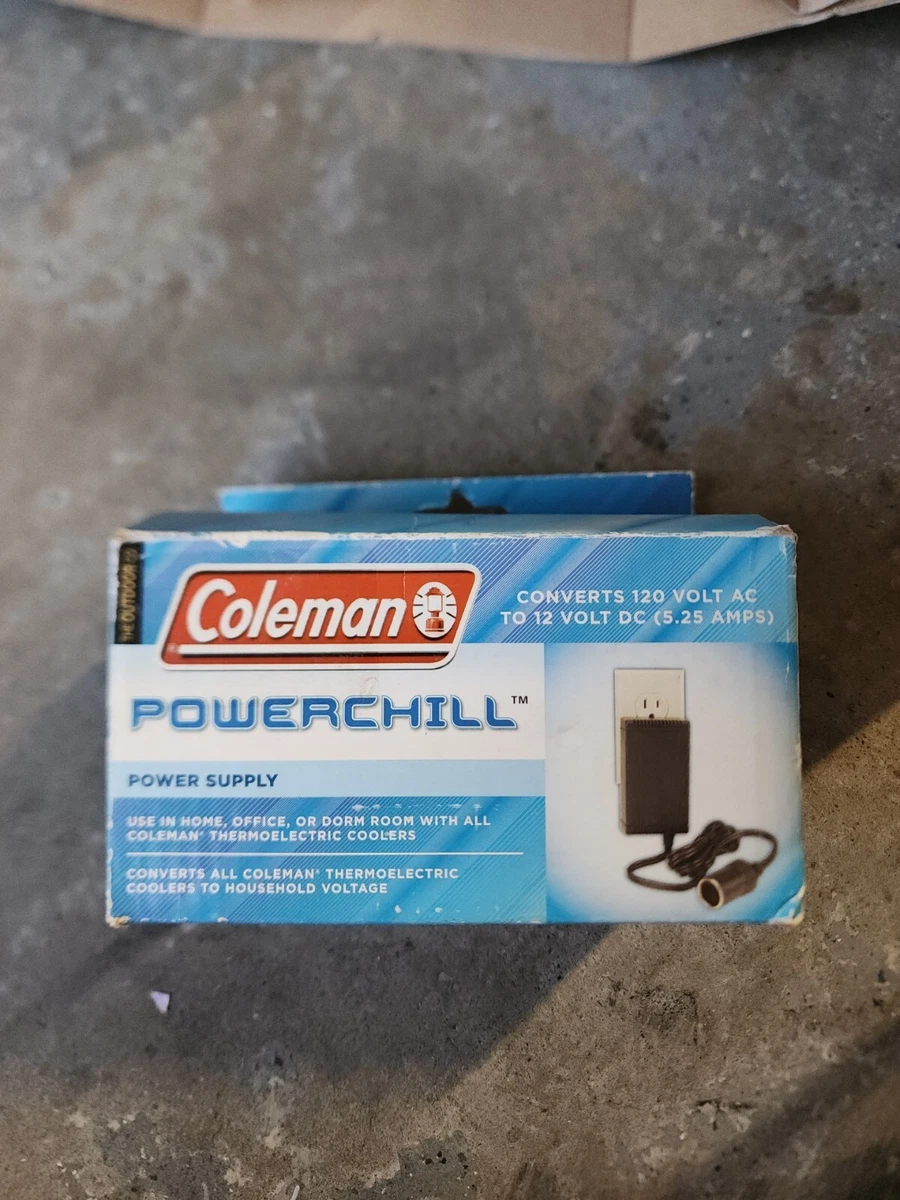 THE OUTDOOR CO
Coleman®
CONVERTS 120 VOLT AC
TO 12 VOLT DC (5.25 AMPS)
POWERCHILL™
POWER SUPPLY
USE IN HOME, OFFICE, OR DORM ROOM WITH ALL
COLEMAN® THERMOELECTRIC COOLERS
CONVERTS ALL COLEMAN® THERMOELECTRIC
COOLERS TO HOUSEHOLD VOLTAGE